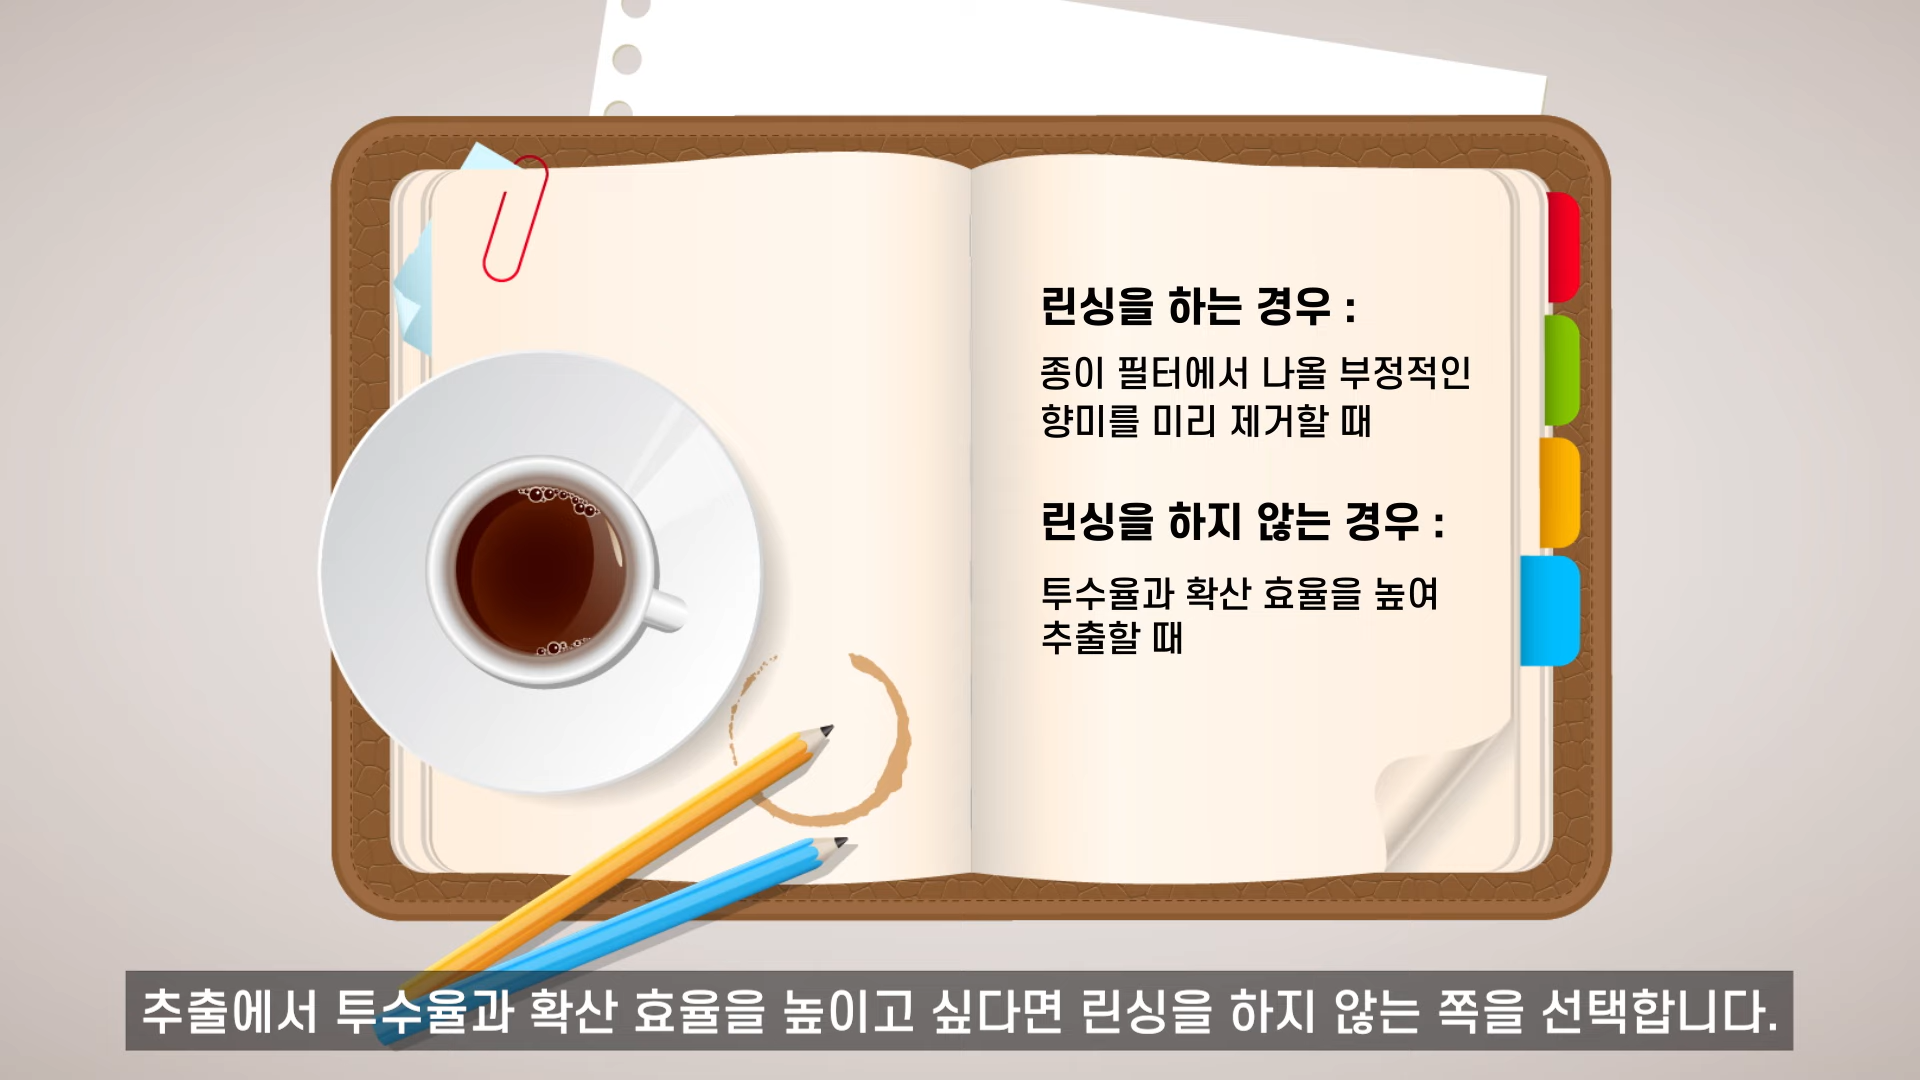 린싱을 하는 경우 :
종이 필터에서 나올 부정적인
향미를 미리 제거할 때
린싱을 하지 않는 경우 :
투수율과 확산 효율을 높여
추출할 때
추출에서 투수율과 확산 효율을 높이고 싶다면 린싱을 하지 않는 쪽을 선택합니다.